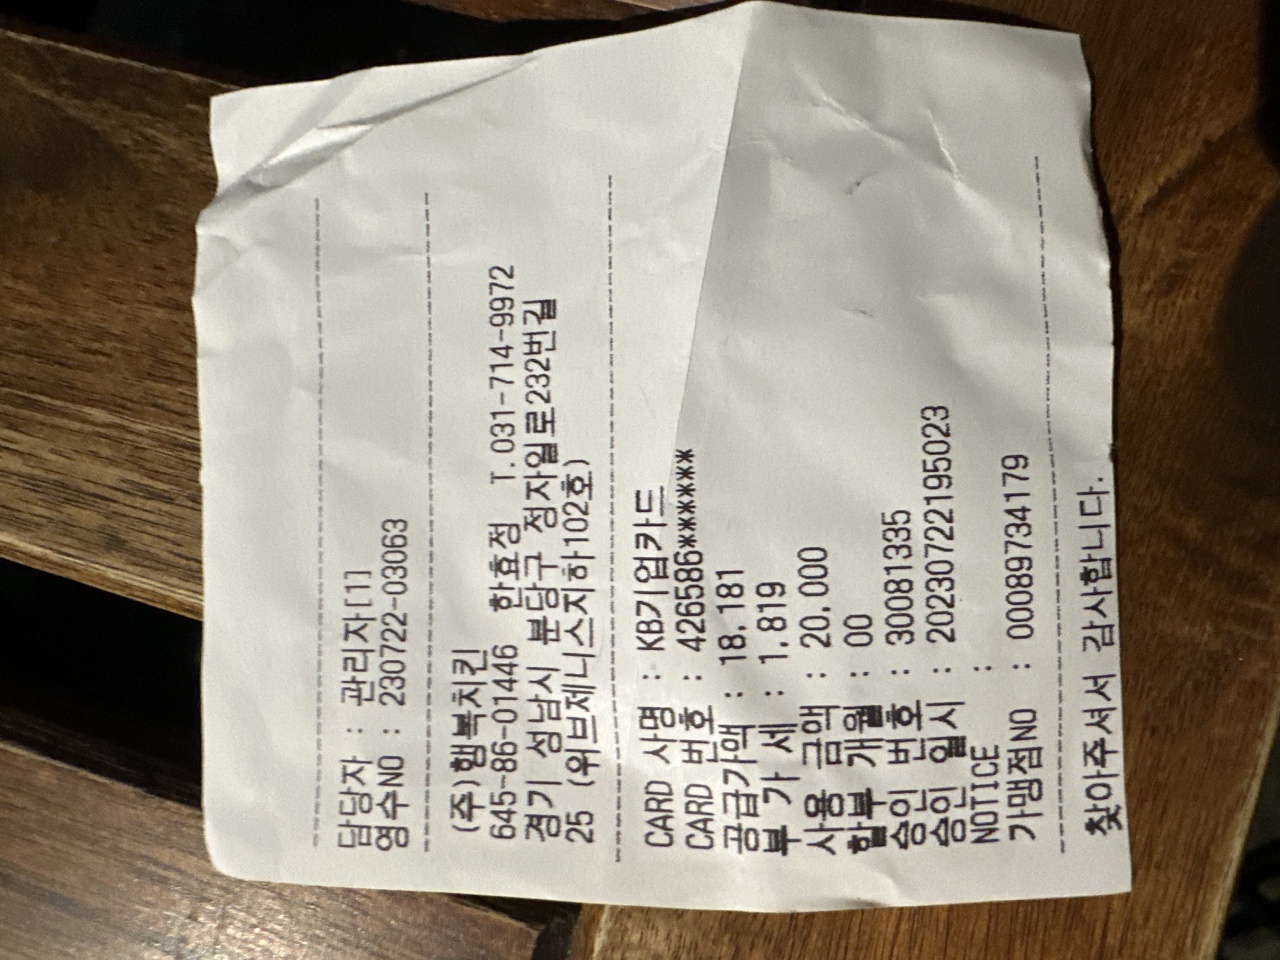 담당자 : 관리자[1]
영수NO : 230722-03063
(주)행복치킨
645-86-01446 한효정 T.031-714-9972
경기 성남시 분당구 정자일로232번길
25 (위브제니스지하102호)
CARD 사명 : KB기업카드
CARD 번호 : 426586******
공급가액 : 18,181
부 가 세 : 1,819
사용 금액 : 20,000
할부 개월 : 00
승인 번호 : 30081335
승인 일시 : 20230722195023
NOTICE :
가맹점NO : 00089734179
찾아주셔서 감사합니다.